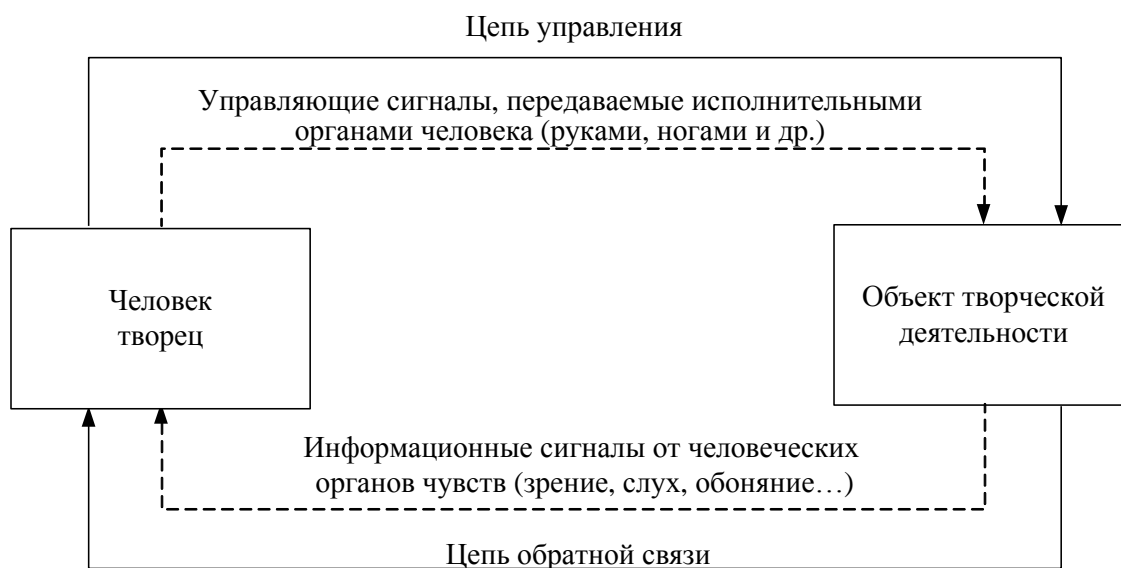 Цепь управления
Управляющие сигналы, передаваемые исполнительными
органами человека (руками, ногами и др.)
Человек
творец
Объект творческой
деятельности
Информационные сигналы от человеческих
органов чувств (зрение, слух, обоняние…)
Цепь обратной связи